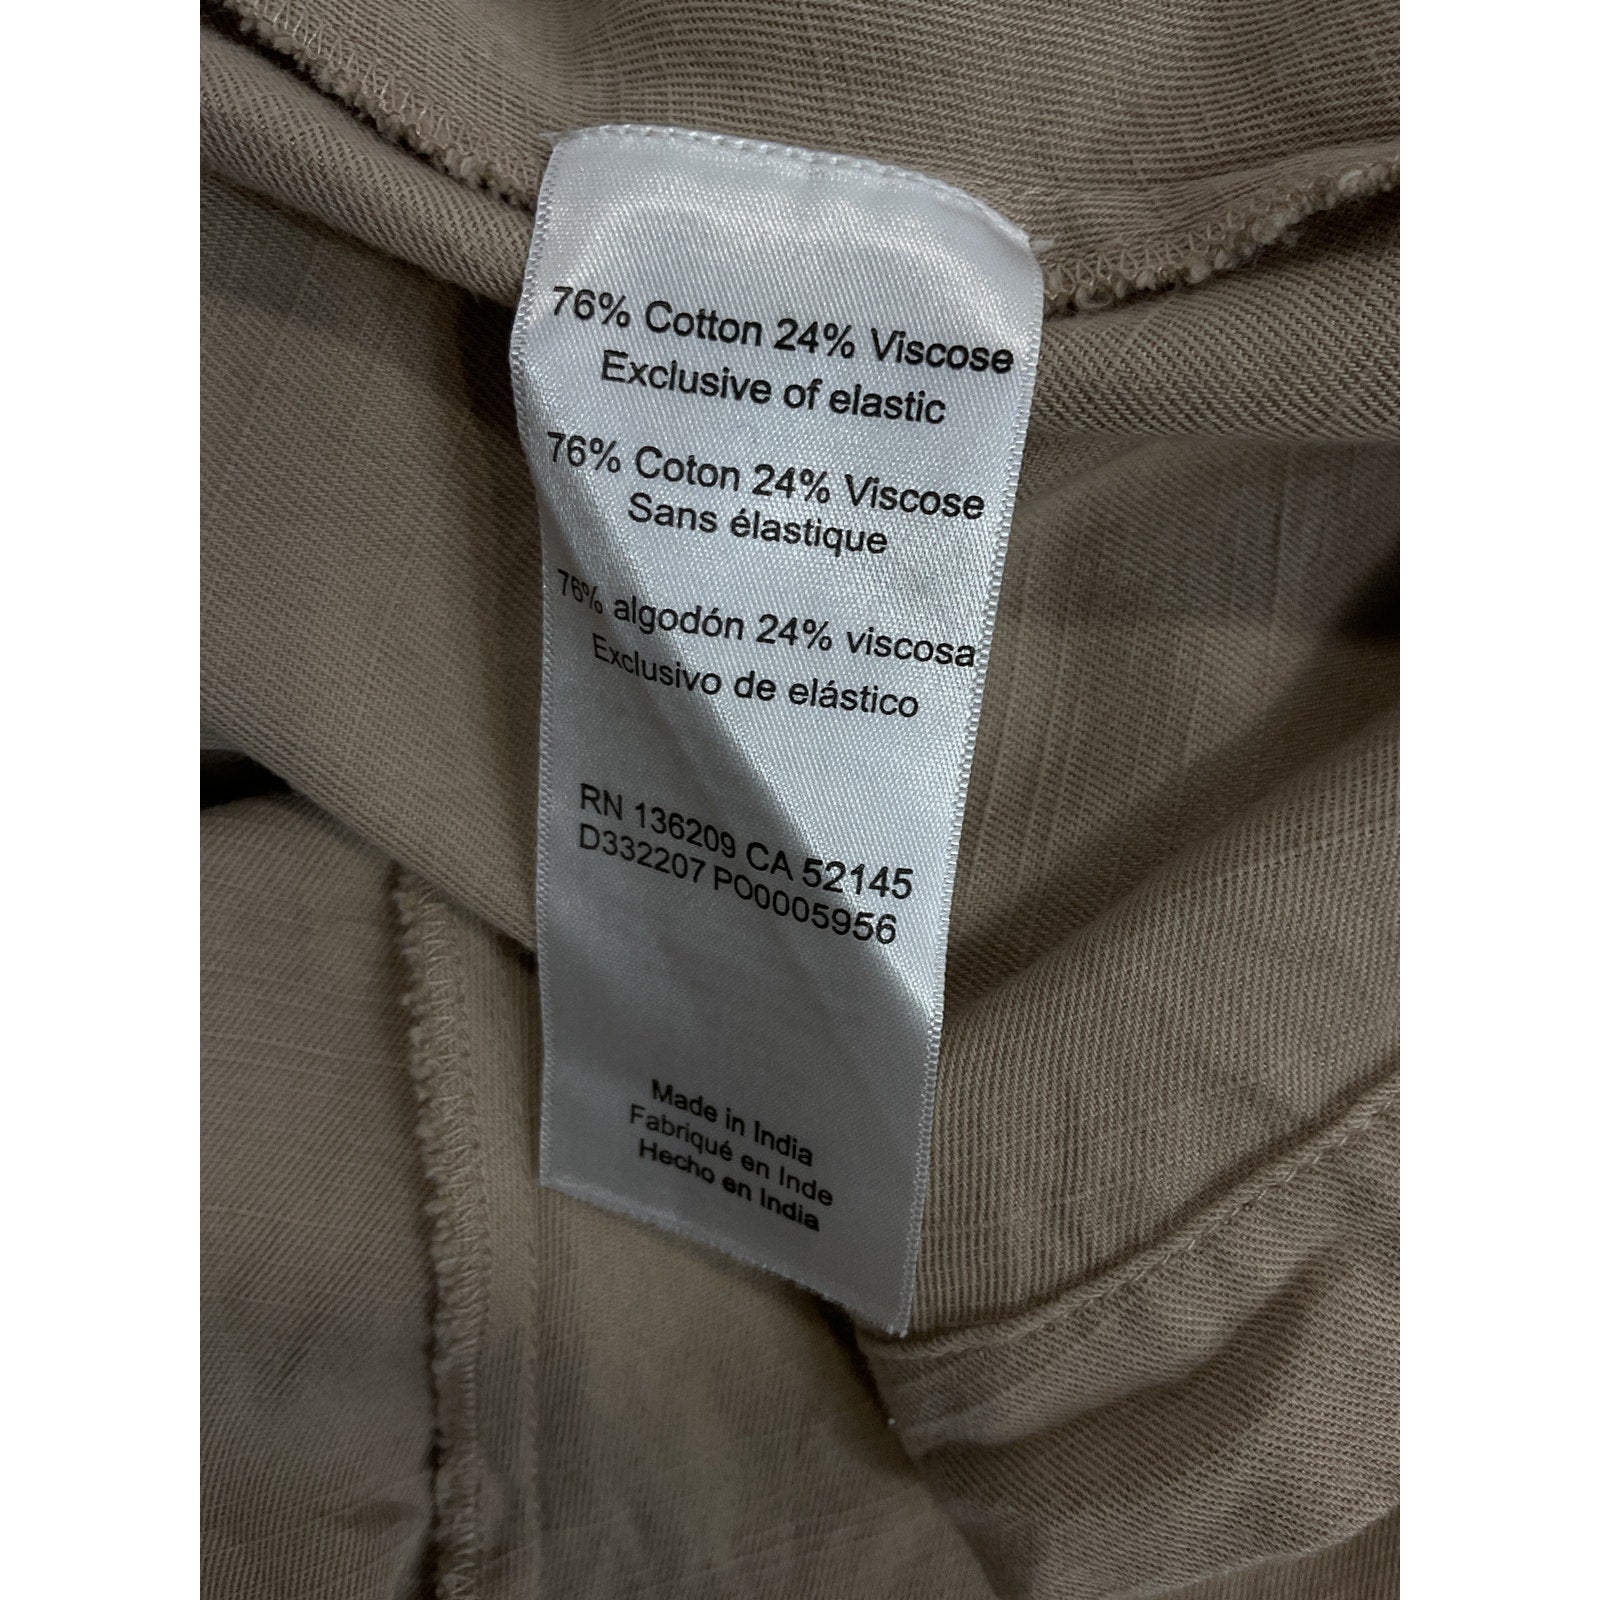 76% Cotton 24% Viscose
Exclusive of elastic
76% Coton 24% Viscose
Sans élastique
76% algodón 24% viscosa
Exclusivo de elástico
RN 136209 CA 52145
D332207 PO0005956
Made in India
Fabriqué en Inde
Hecho en India